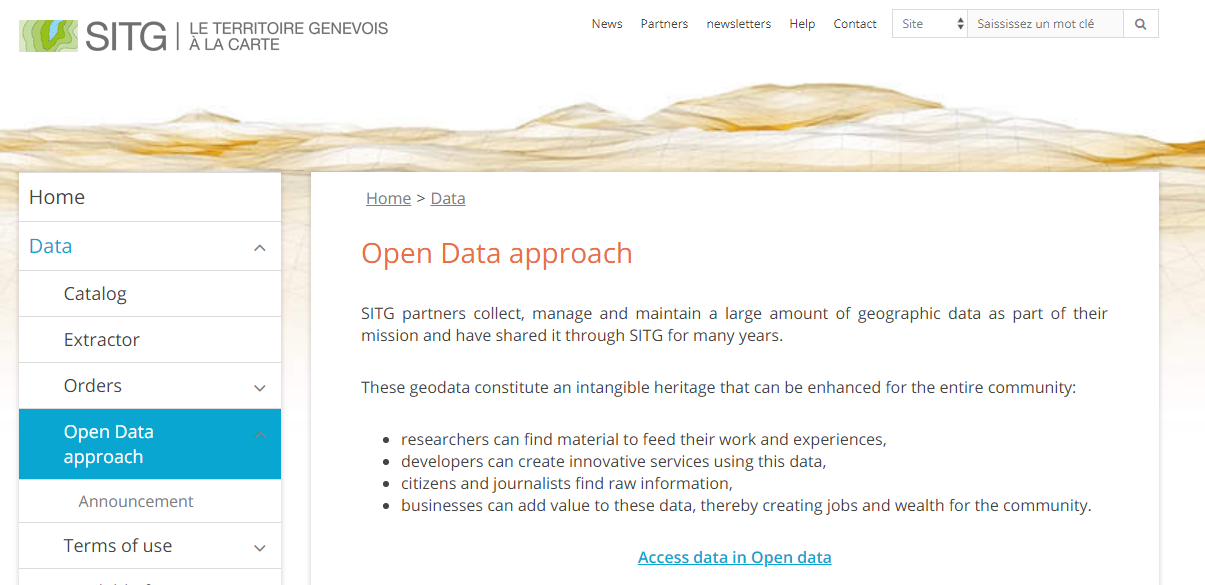 SITG
LE TERRITOIRE GENEVOIS
À LA CARTE
News Partners newsletters Help Contact Site Saississez un mot clé
Home
Data
Catalog
Extractor
Orders
Open Data
approach
Announcement
Terms of use
Home > Data
Open Data approach
SITG partners collect, manage and maintain a large amount of geographic data as part of their
mission and have shared it through SITG for many years.
These geodata constitute an intangible heritage that can be enhanced for the entire community:
• researchers can find material to feed their work and experiences,
• developers can create innovative services using this data,
• citizens and journalists find raw information,
• businesses can add value to these data, thereby creating jobs and wealth for the community.
Access data in Open data